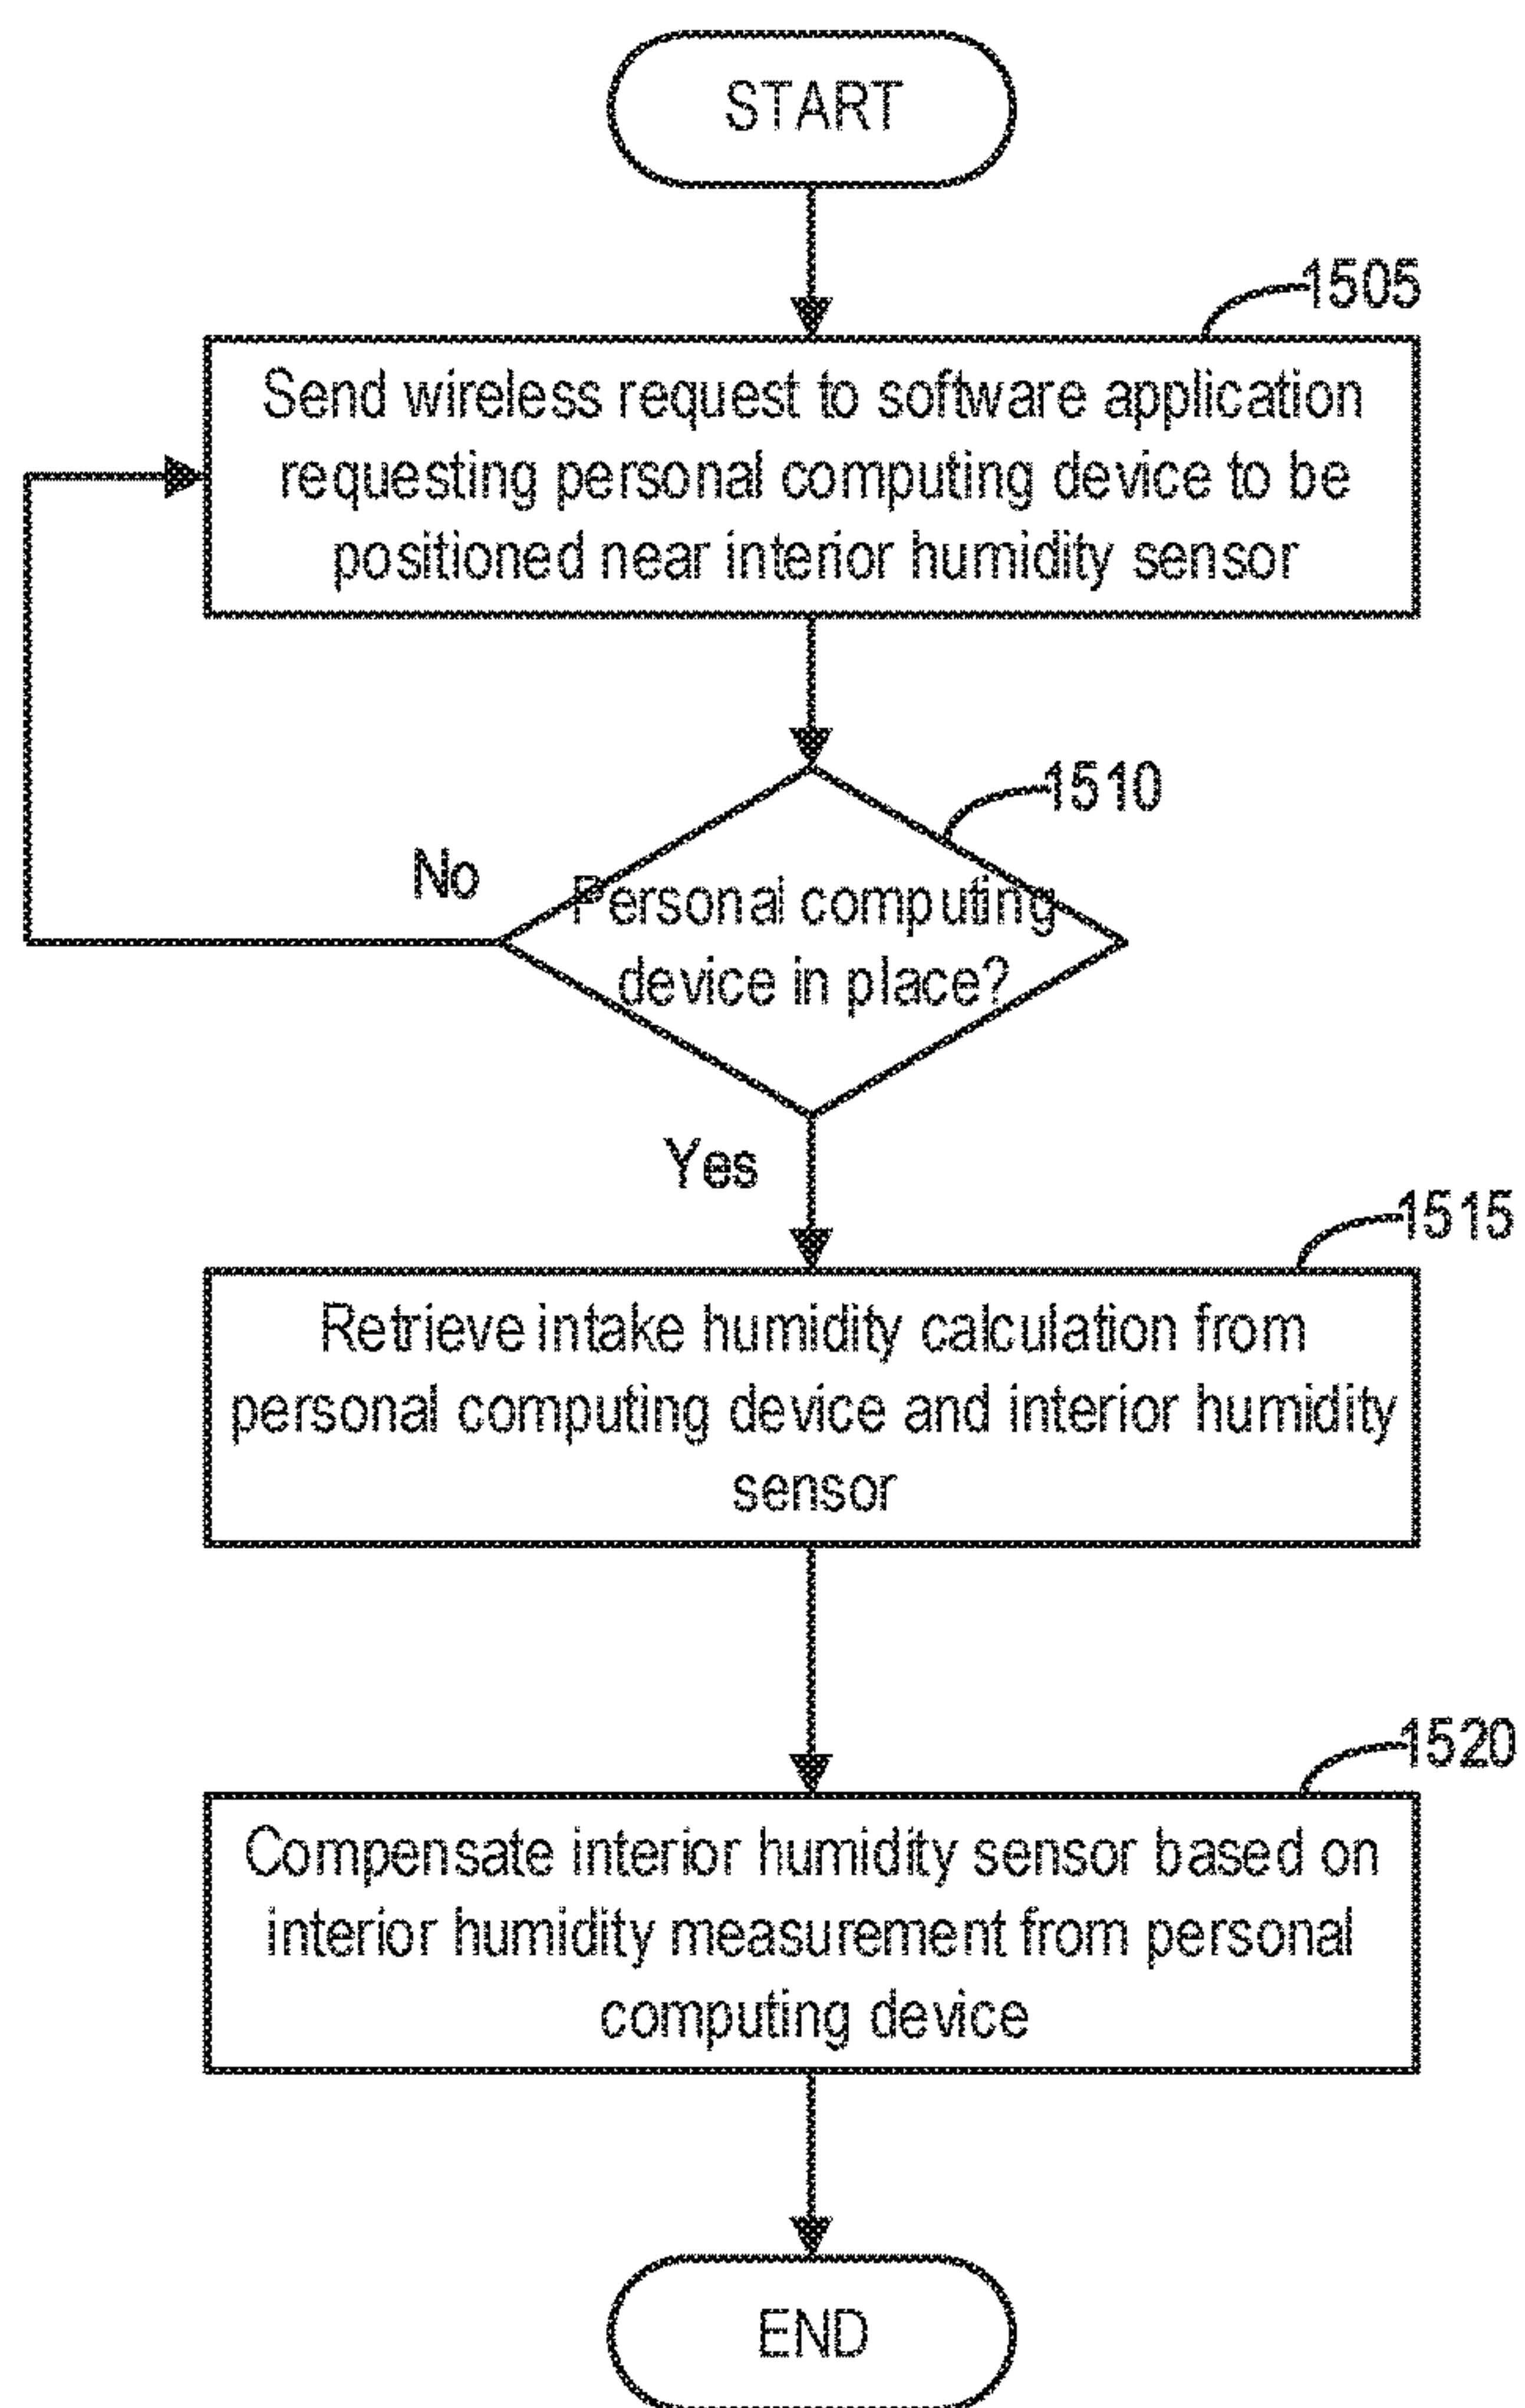 START
1505
Send wireless request to software application
requesting personal computing device to be
positioned near interior humidity sensor
1510
No
Personal computing
device in place?
Yes
1515
Retrieve intake humidity calculation from
personal computing device and interior humidity
sensor
1520
Compensate interior humidity sensor based on
interior humidity measurement from personal
computing device
END